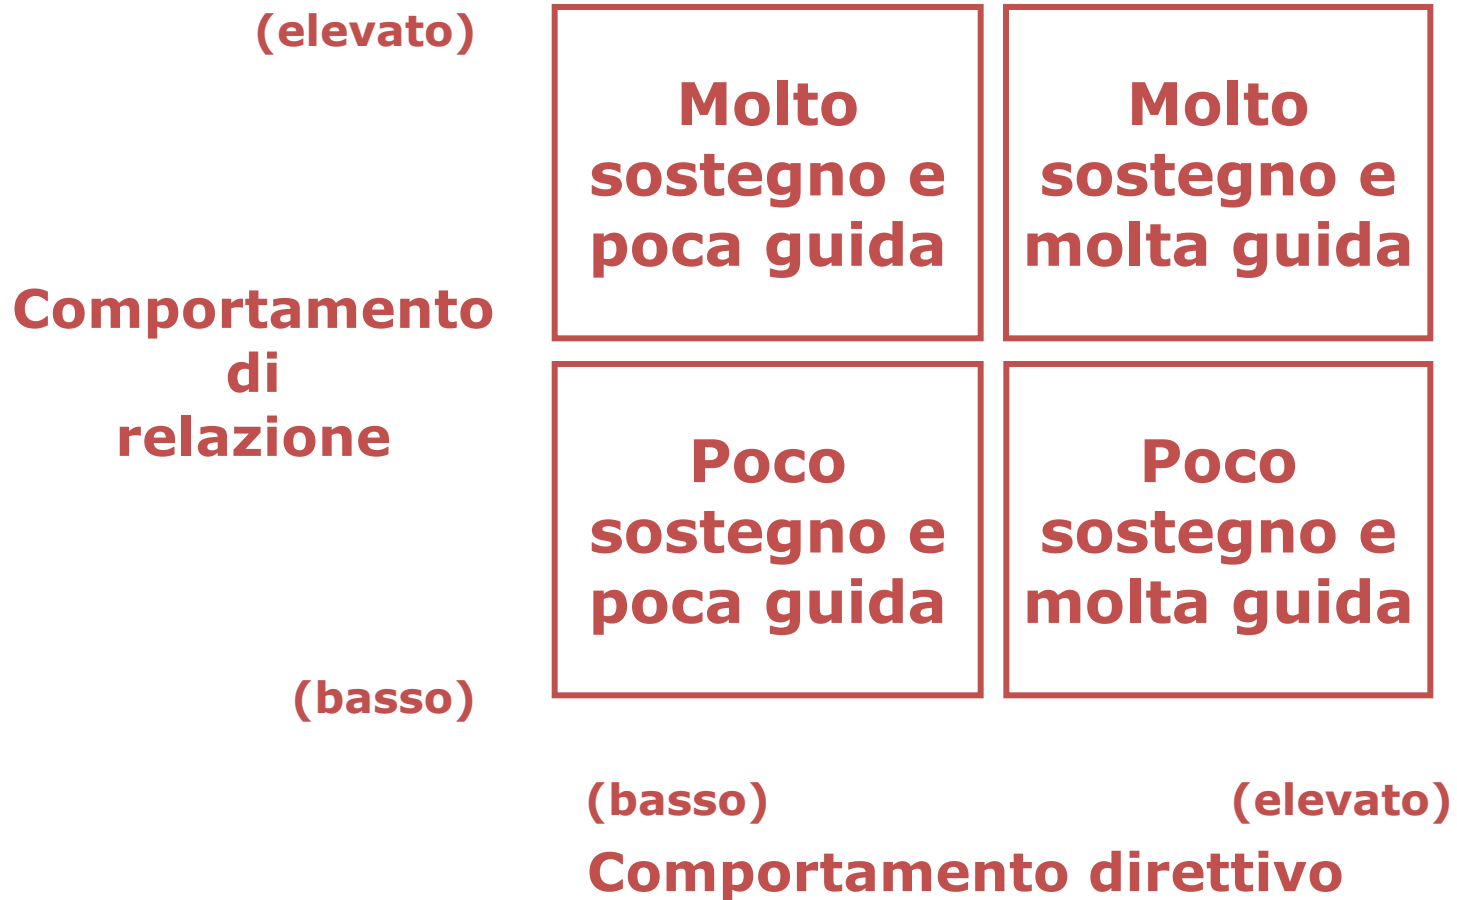 (elevato)
Molto
sostegno e
poca guida
Molto
sostegno e
molta guida
Comportamento
di
relazione
Poco
sostegno e
poca guida
Poco
sostegno e
molta guida
(basso)
(basso)
(elevato)
Comportamento direttivo